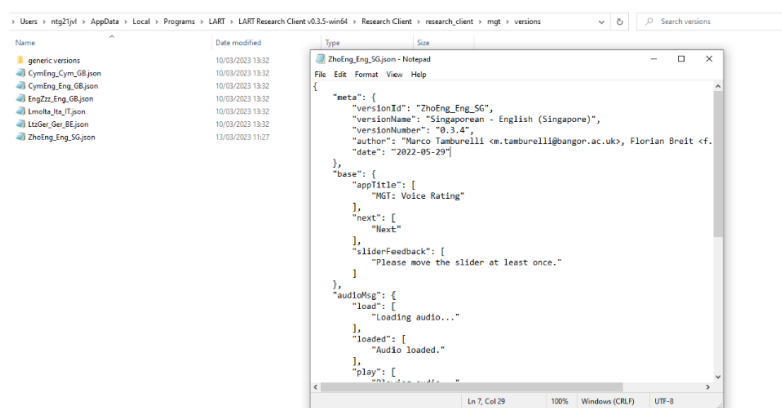 › Users › ntg21jvl › AppData › Local › Programs › LART › LART Research Client v0.3.5-win64 › Research Client › research_client › mgt › versions
Search versions
Name Date modified Type Size
generic versions 10/03/2023 13:32
CymEng_Cym_GB.json 10/03/2023 13:32
CymEng_Eng_GB.json 10/03/2023 13:32
EngZzz_Eng_GB.json 10/03/2023 13:32
LmoIta_Ita_IT.json 10/03/2023 13:32
LtzGer_Ger_BE.json 10/03/2023 13:32
ZhoEng_Eng_SG.json 13/03/2023 11:27
ZhoEng_Eng_SG.json - Notepad
File Edit Format View Help
{
"meta": {
"versionId": "ZhoEng_Eng_SG",
"versionName": "Singaporean - English (Singapore)",
"versionNumber": "0.3.4",
"author": "Marco Tamburelli <m.tamburelli@bangor.ac.uk>, Florian Breit <f.
"date": "2022-05-29"
},
"base": {
"appTitle": [
"MGT: Voice Rating"
],
"next": [
"Next"
],
"sliderFeedback": [
"Please move the slider at least once."
]
},
"audioMsg": {
"load": [
"Loading audio..."
],
"loaded": [
"Audio loaded."
],
"play": [
Ln 7, Col 29 100% Windows (CRLF) UTF-8